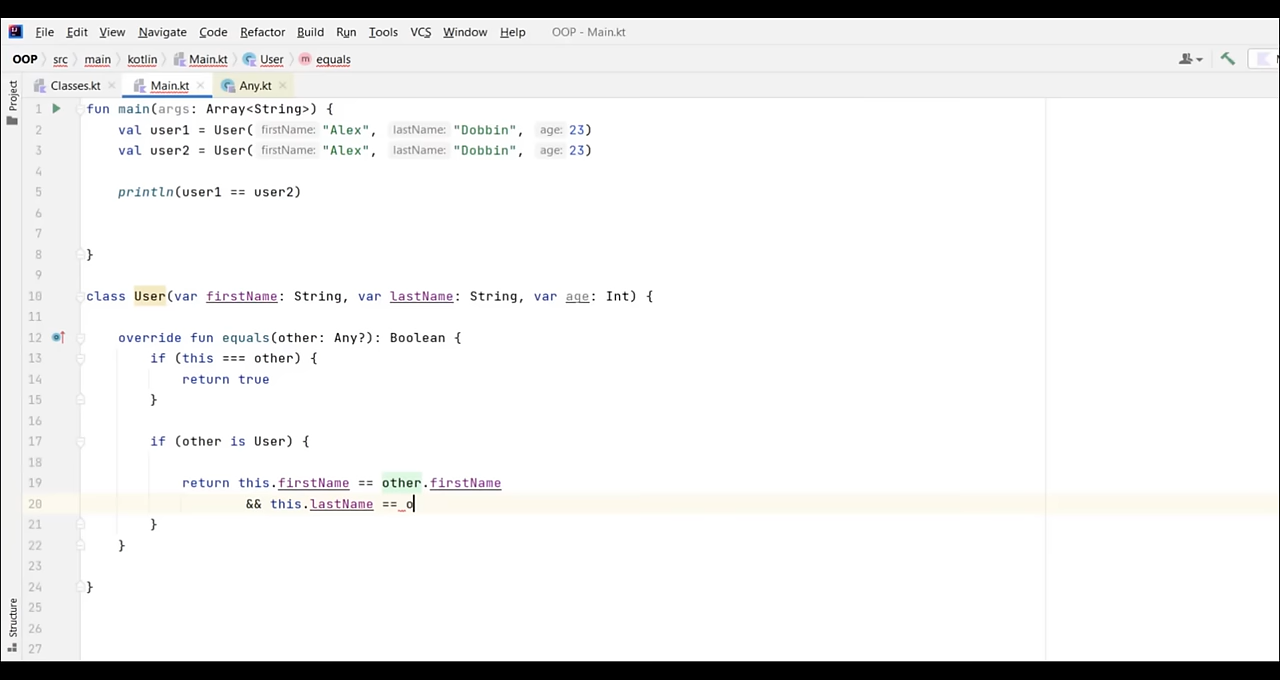 File Edit View Navigate Code Refactor Build Run Tools VCS Window Help OOP - Main.kt
OOP src main kotlin Main.kt User m equals
Classes.kt Main.kt Any.kt
Project
1 fun main(args: Array<String>) {
2 val user1 = User( firstName: "Alex", lastName: "Dobbin", age: 23)
3 val user2 = User( firstName: "Alex", lastName: "Dobbin", age: 23)
4
5 println(user1 == user2)
6
7
8 }
9
10 class User(var firstName: String, var lastName: String, var age: Int) {
11
12 override fun equals(other: Any?): Boolean {
13 if (this === other) {
14 return true
15 }
16
17 if (other is User) {
18
19 return this.firstName == other.firstName
20 && this.lastName == o
21 }
22 }
23
24 }
25
26
27
Structure